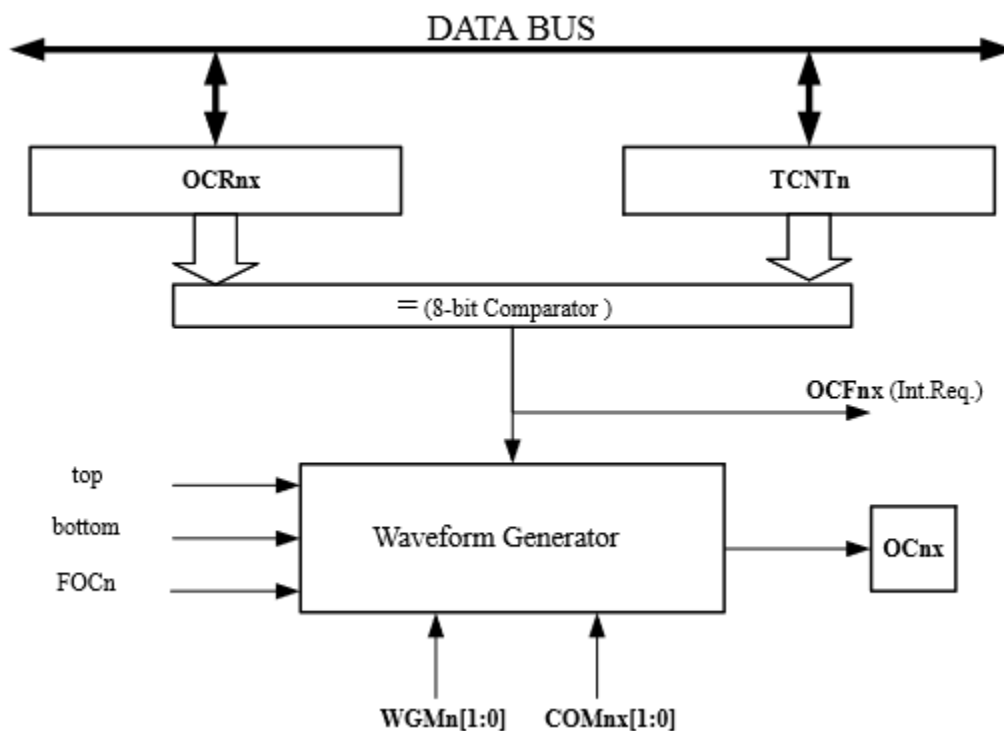 DATA BUS
OCRnx
TCNTn
= (8-bit Comparator )
OCFnx (Int.Req.)
top
bottom
FOCn
Waveform Generator
OCnx
WGMn[1:0]
COMnx[1:0]